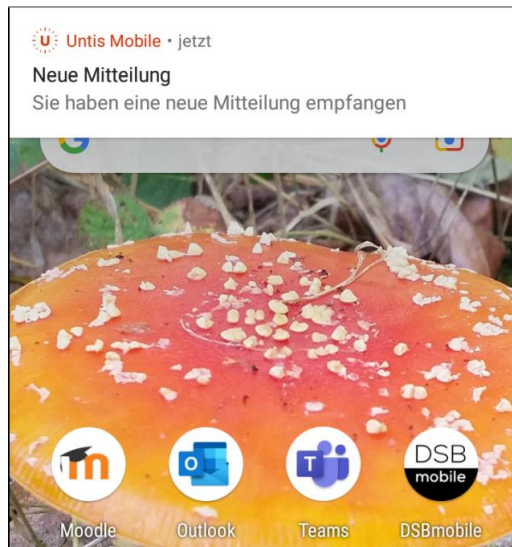 U Untis Mobile • jetzt
Neue Mitteilung
Sie haben eine neue Mitteilung empfangen
m
O
T
DSB
mobile
Moodle Outlook Teams DSBmobile